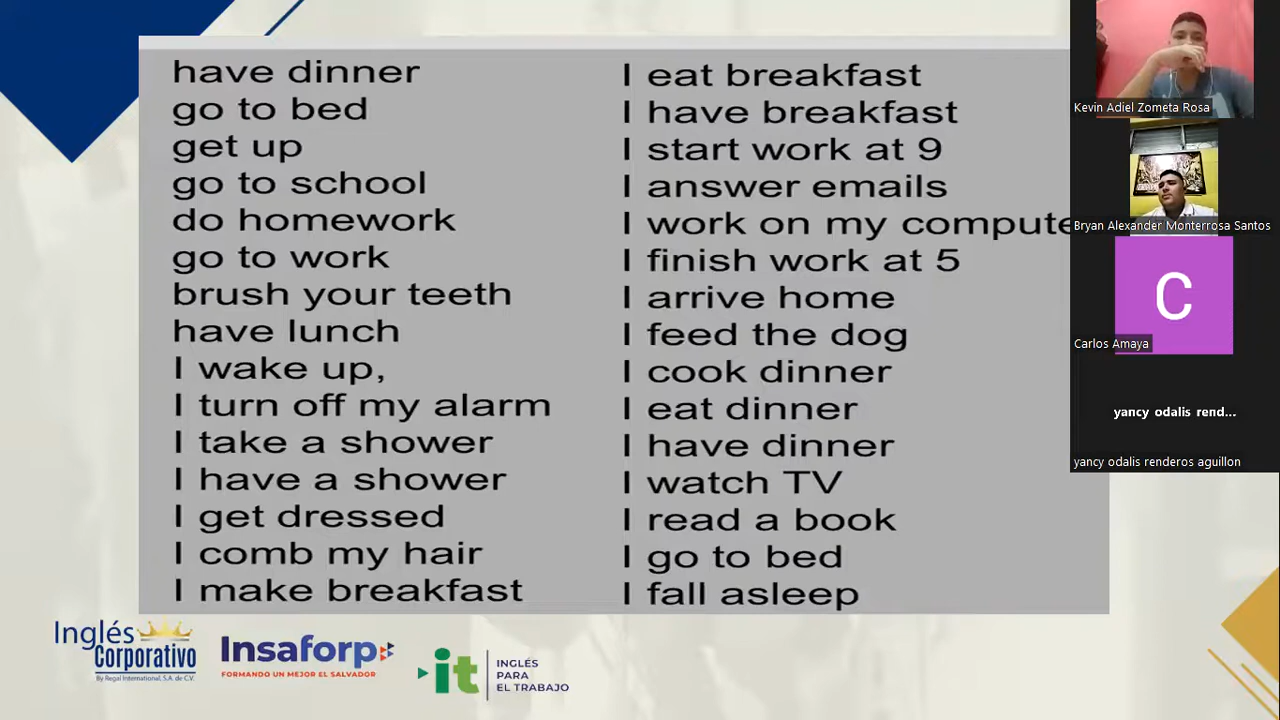 have dinner
go to bed
get up
go to school
do homework
go to work
brush your teeth
have lunch
I wake up,
I turn off my alarm
I take a shower
I have a shower
I get dressed
I comb my hair
I make breakfast
I eat breakfast
I have breakfast
I start work at 9
I answer emails
I work on my compute
I finish work at 5
I arrive home
I feed the dog
I cook dinner
I eat dinner
I have dinner
I watch TV
I read a book
I go to bed
I fall asleep
Kevin Adiel Zometa Rosa
Bryan Alexander Monterrosa Santos
C
Carlos Amaya
yancy odalis rend...
yancy odalis renderos aguillon
Inglés
Corporativo
By Regal International, S.A. de C.V.
Insaforp
FORMANDO UN MEJOR EL SALVADOR
it
INGLÉS
PARA
EL TRABAJO